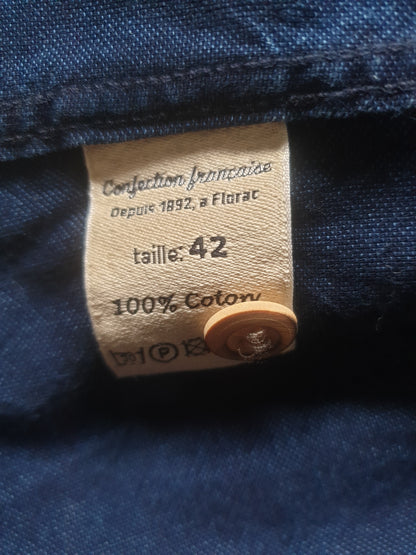 Confection française
Depuis 1892, a Florac
taille: 42
100% Coton
P